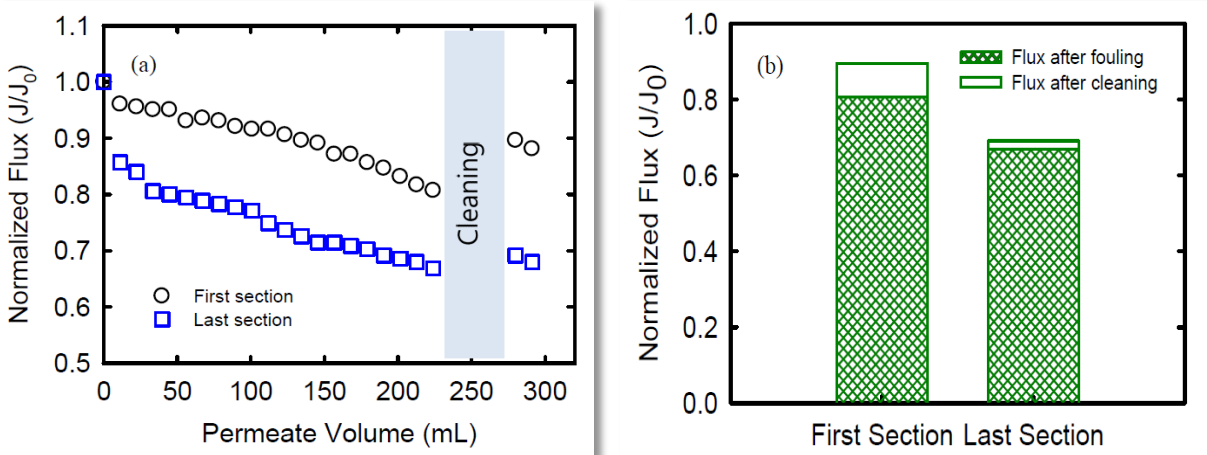 (a)
Normalized Flux (J/J0)
1.1
1.0
0.9
0.8
0.7
0.6
0.5
First section
Last section
Cleaning
0 50 100 150 200 250 300
Permeate Volume (mL)
(b)
Normalized Flux (J/J0)
1.0
0.8
0.6
0.4
0.2
0.0
Flux after fouling
Flux after cleaning
First Section Last Section